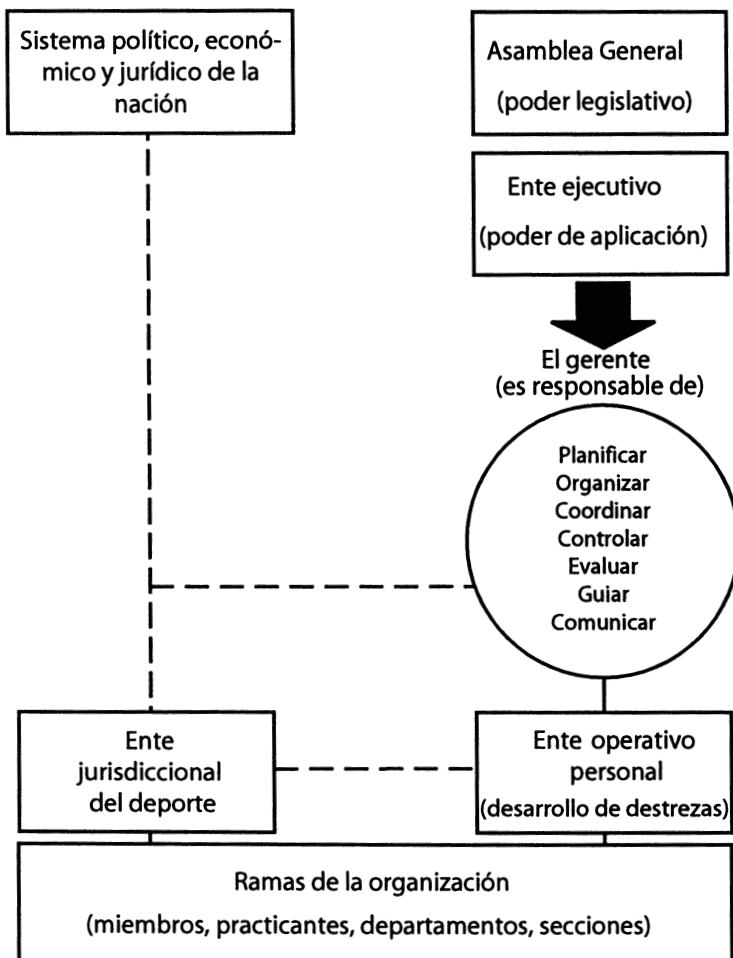 Sistema político, econó-
mico y jurídico de la
nación
Asamblea General
(poder legislativo)
Ente ejecutivo
(poder de aplicación)
El gerente
(es responsable de)
Planificar
Organizar
Coordinar
Controlar
Evaluar
Guiar
Comunicar
Ente
jurisdiccional
del deporte
Ente operativo
personal
(desarrollo de destrezas)
Ramas de la organización
(miembros, practicantes, departamentos, secciones)